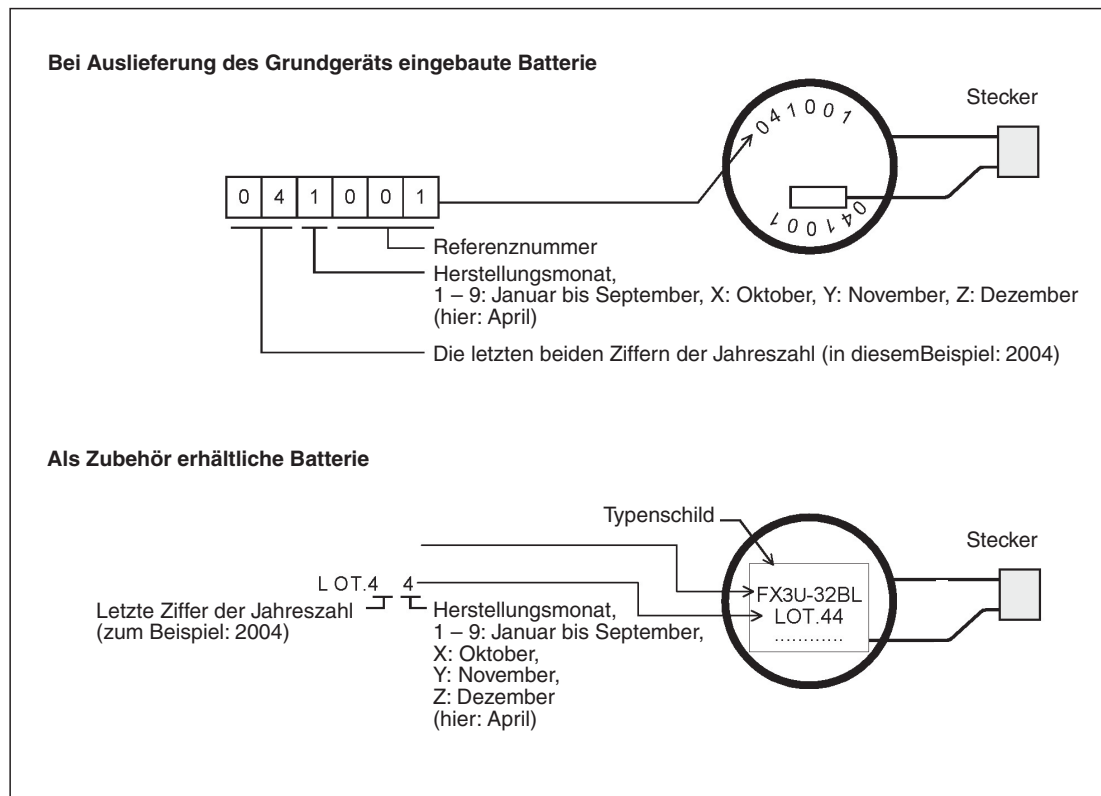 Bei Auslieferung des Grundgeräts eingebaute Batterie
Stecker
041001
0 4 1 0 0 1
041001
Referenznummer
Herstellungsmonat,
1 – 9: Januar bis September, X: Oktober, Y: November, Z: Dezember
(hier: April)
Die letzten beiden Ziffern der Jahreszahl (in diesemBeispiel: 2004)
Als Zubehör erhältliche Batterie
Typenschild
Stecker
LOT.4 4
Letzte Ziffer der Jahreszahl
(zum Beispiel: 2004)
Herstellungsmonat,
1 – 9: Januar bis September,
X: Oktober,
Y: November,
Z: Dezember
(hier: April)
FX3U-32BL
LOT.44
............